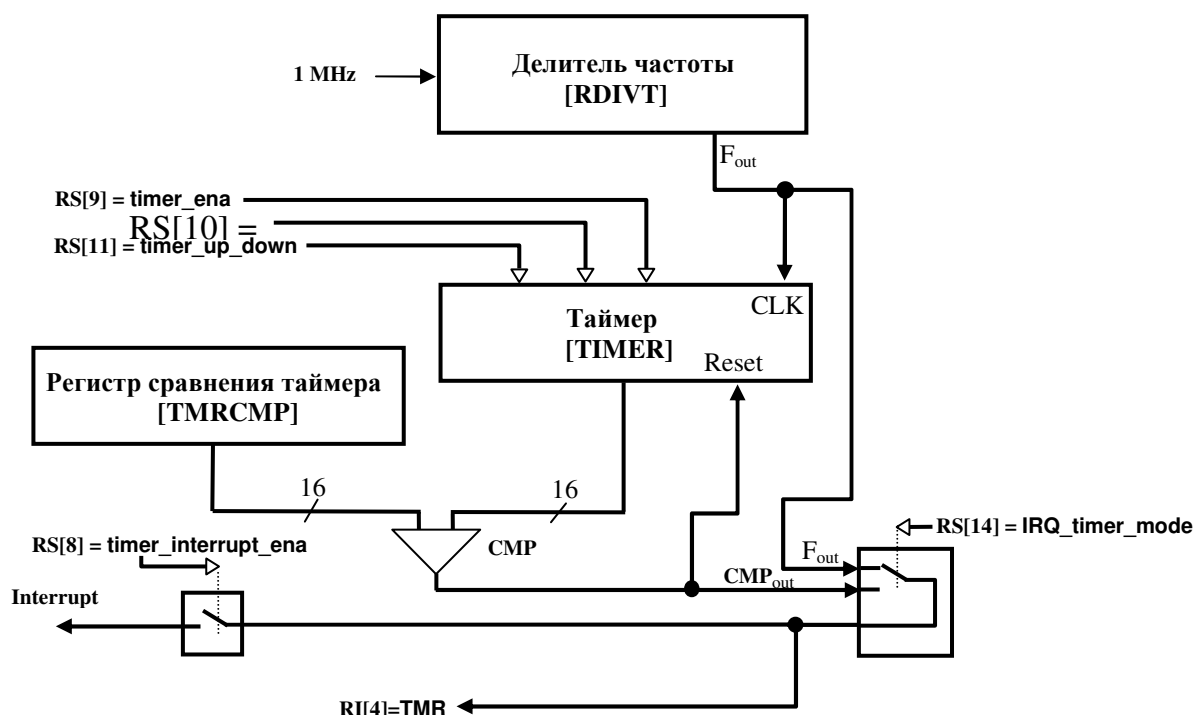 Делитель частоты
[RDIVT]
1 MHz
Fout
RS[9] = timer_ena
RS[10] =
RS[11] = timer_up_down
CLK
Таймер
[TIMER]
Reset
Регистр сравнения таймера
[TMRCMP]
16
16
RS[8] = timer_interrupt_ena
CMP
RS[14] = IRQ_timer_mode
Fout
CMPout
Interrupt
RI[4]=TMR